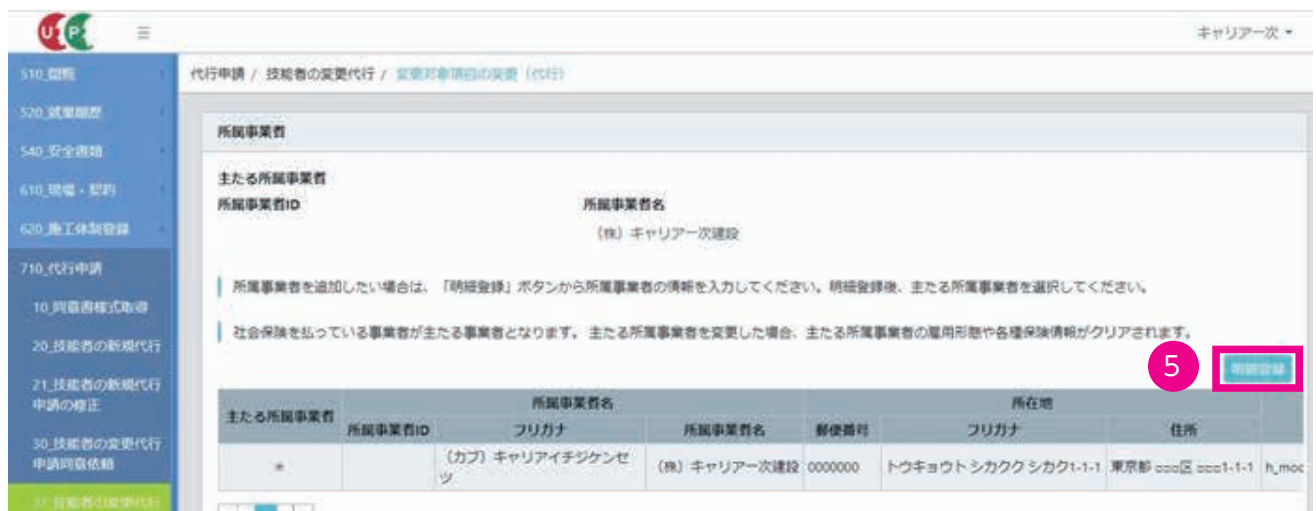 キャリアー次
510_閲覧
520_就業履歴
540_安全書類
610_現場・契約
620_施工体制登録
710_代行申請
10_同意書様式取得
20_技能者の新規代行
21_技能者の新規代行
申請の修正
30_技能者の変更代行
申請同意依頼
31_技能者の変更代行
代行申請 / 技能者の変更代行 / 変更対象項目の変更(代行)
所属事業者
主たる所属事業者
所属事業者ID 所属事業者名
(株)キャリアー次建設
所属事業者を追加したい場合は、「明細登録」ボタンから所属事業者の情報を入力してください。明細登録後、主たる所属事業者を選択してください。
社会保険を払っている事業者が主たる事業者となります。 主たる所属事業者を変更した場合、主たる所属事業者の雇用形態や各種保険情報がクリアされます。
5 明細登録
主たる所属事業者 所属事業者名 所在地
所属事業者ID フリガナ 所属事業者名 郵便番号 フリガナ 住所
(カブ)キャリアイチジケンセ
ツ
(株)キャリアー次建設 0000000 トウキョウト シカクク シカク1-1-1 東京都 □□□区 □□□1-1-1 h_moc